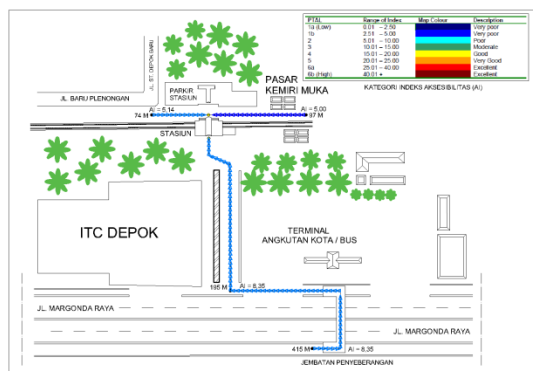 PTAL Range of Index Map Colour Description
1a (Low) 0.01 – 2.50 Very poor
1b 2.51 – 5.00 Very poor
2 5.01 – 10.00 Poor
3 10.01 – 15.00 Moderate
4 15.01 – 20.00 Good
5 20.01 – 25.00 Very Good
6a 25.01 – 40.00 Excellent
6b (High) 40.01 + Excellent
KATEGORI INDEKS AKSESIBILITAS (AI)
JL. ST. DEPOK BARU
PARKIR
STASIUN
PASAR
KEMIRI MUKA
JL. BARU PLENONGAN
AI = 5,14
AI = 5,00
74 M
97 M
STASIUN
ITC DEPOK
TERMINAL
ANGKUTAN KOTA / BUS
195 M
AI = 8,35
JL. MARGONDA RAYA
JL. MARGONDA RAYA
415 M
AI = 8,35
JEMBATAN PENYEBERANGAN